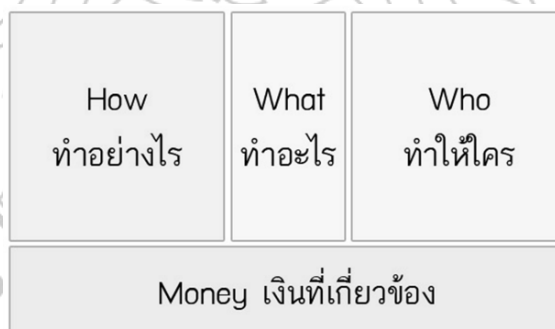 How
ทำอย่างไร
What
ทำอะไร
Who
ทำให้ใคร
Money เงินที่เกี่ยวข้อง